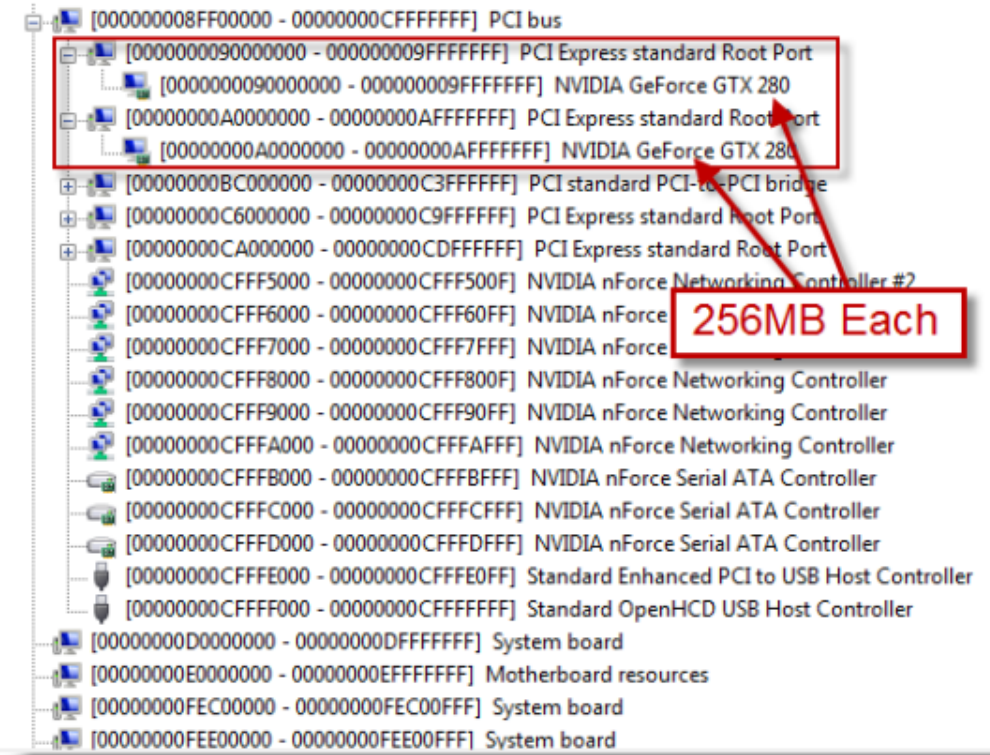 [000000008FF00000 - 00000000CFFFFFFF] PCI bus
[0000000090000000 - 000000009FFFFFFF] PCI Express standard Root Port
[0000000090000000 - 000000009FFFFFFF] NVIDIA GeForce GTX 280
[00000000A0000000 - 00000000AFFFFFFF] PCI Express standard Root Port
[00000000A0000000 - 00000000AFFFFFFF] NVIDIA GeForce GTX 280
[00000000BC000000 - 00000000C3FFFFFF] PCI standard PCI-to-PCI bridge
[00000000C6000000 - 00000000C9FFFFFF] PCI Express standard Root Port
[00000000CA000000 - 00000000CDFFFFFF] PCI Express standard Root Port
[00000000CFFF5000 - 00000000CFFF500F] NVIDIA nForce Networking Controller #2
[00000000CFFF6000 - 00000000CFFF60FF] NVIDIA nForce
256MB Each
[00000000CFFF7000 - 00000000CFFF7FFF] NVIDIA nForce
[00000000CFFF8000 - 00000000CFFF800F] NVIDIA nForce Networking Controller
[00000000CFFF9000 - 00000000CFFF90FF] NVIDIA nForce Networking Controller
[00000000CFFFA000 - 00000000CFFFAFFF] NVIDIA nForce Networking Controller
[00000000CFFFB000 - 00000000CFFFBFFF] NVIDIA nForce Serial ATA Controller
[00000000CFFFC000 - 00000000CFFFCFFF] NVIDIA nForce Serial ATA Controller
[00000000CFFFD000 - 00000000CFFFDFFF] NVIDIA nForce Serial ATA Controller
[00000000CFFFE000 - 00000000CFFFE0FF] Standard Enhanced PCI to USB Host Controller
[00000000CFFFF000 - 00000000CFFFFFFF] Standard OpenHCD USB Host Controller
[00000000D0000000 - 00000000DFFFFFFF] System board
[00000000E0000000 - 00000000EFFFFFFF] Motherboard resources
[00000000FEC00000 - 00000000FEC00FFF] System board
[00000000FEE00000 - 00000000FEE00FFF] System board